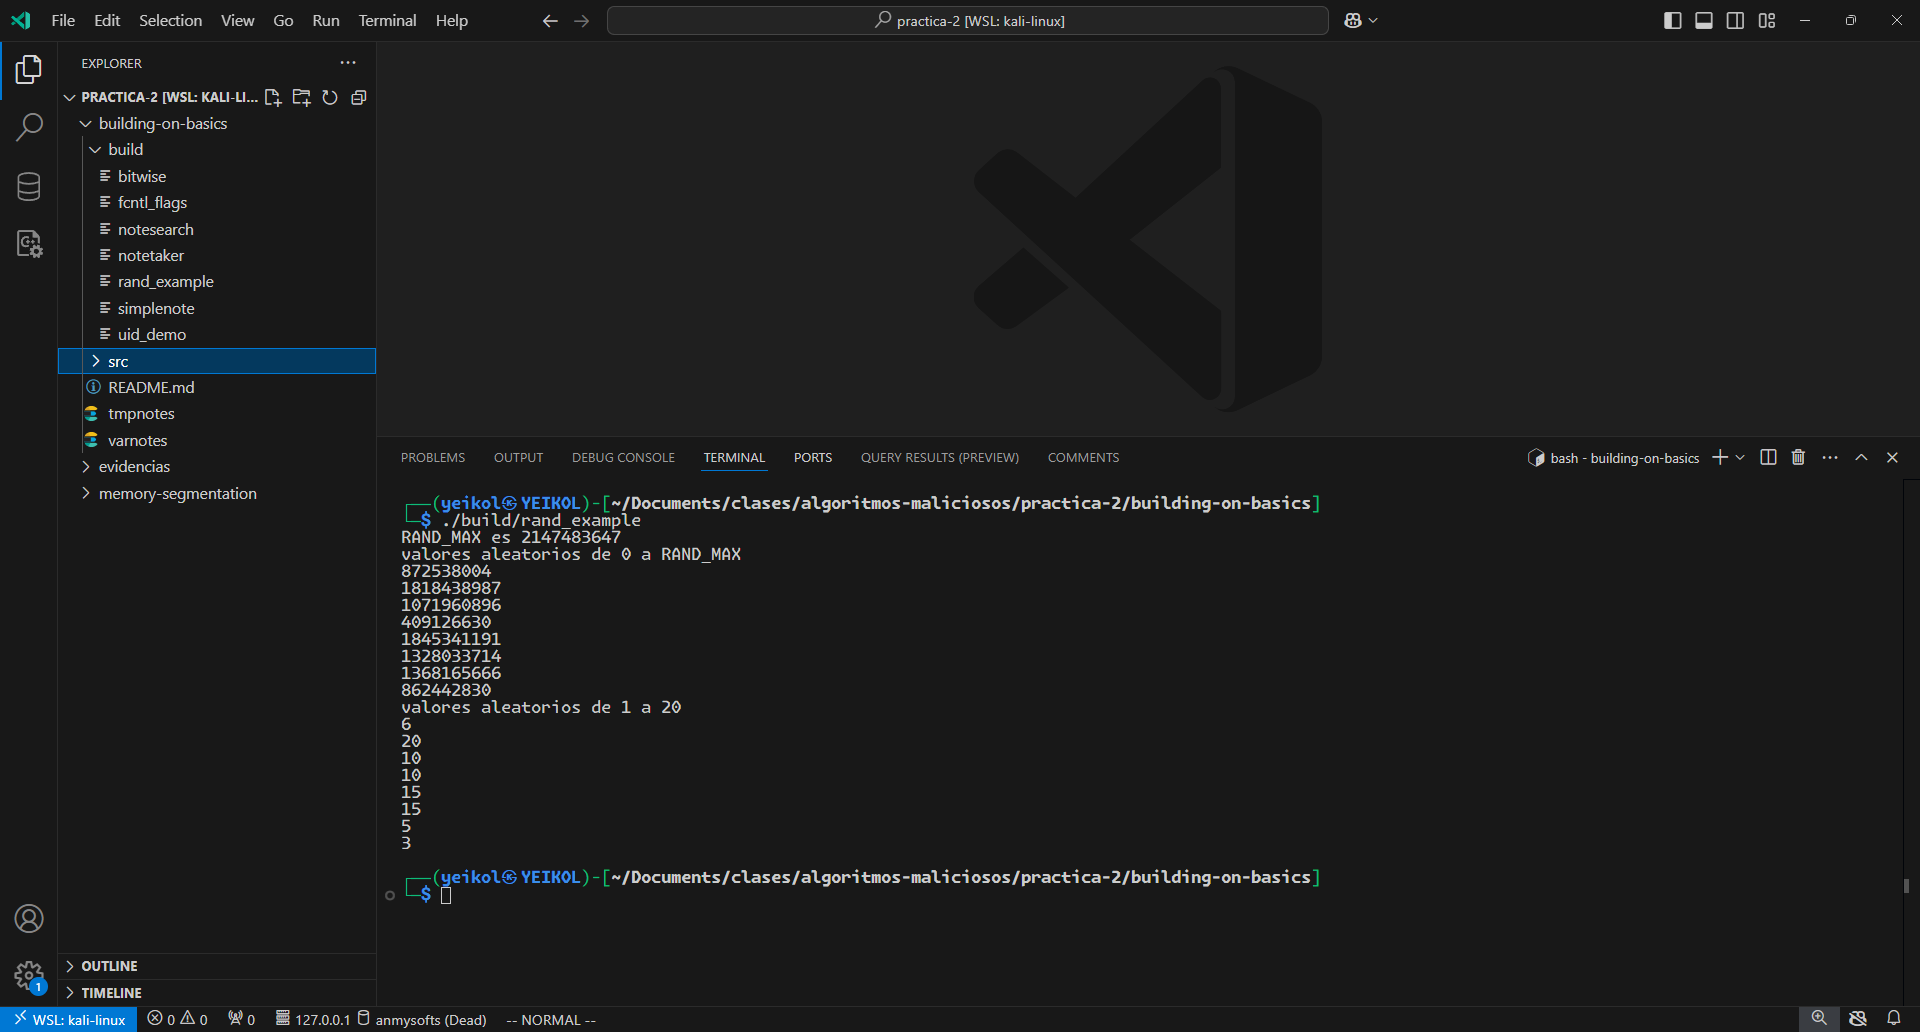 File Edit Selection View Go Run Terminal Help
practica-2 [WSL: kali-linux]
EXPLORER
PRACTICA-2 [WSL: KALI-LI...
building-on-basics
build
bitwise
fcntl_flags
notesearch
notetaker
rand_example
simplenote
uid_demo
src
README.md
tmpnotes
varnotes
evidencias
memory-segmentation
OUTLINE
TIMELINE
PROBLEMS OUTPUT DEBUG CONSOLE TERMINAL PORTS QUERY RESULTS (PREVIEW) COMMENTS
bash - building-on-basics
┌──(yeikol㉿YEIKOL)-[~/Documents/clases/algoritmos-maliciosos/practica-2/building-on-basics]
└─$ ./build/rand_example
RAND_MAX es 2147483647
valores aleatorios de 0 a RAND_MAX
872538004
1818438987
1071960896
409126630
1845341191
1328033714
1368165666
862442830
valores aleatorios de 1 a 20
6
20
10
10
15
15
5
3
┌──(yeikol㉿YEIKOL)-[~/Documents/clases/algoritmos-maliciosos/practica-2/building-on-basics]
└─$
1
WSL: kali-linux 0 0 0 127.0.0.1 anmysofts (Dead) -- NORMAL --